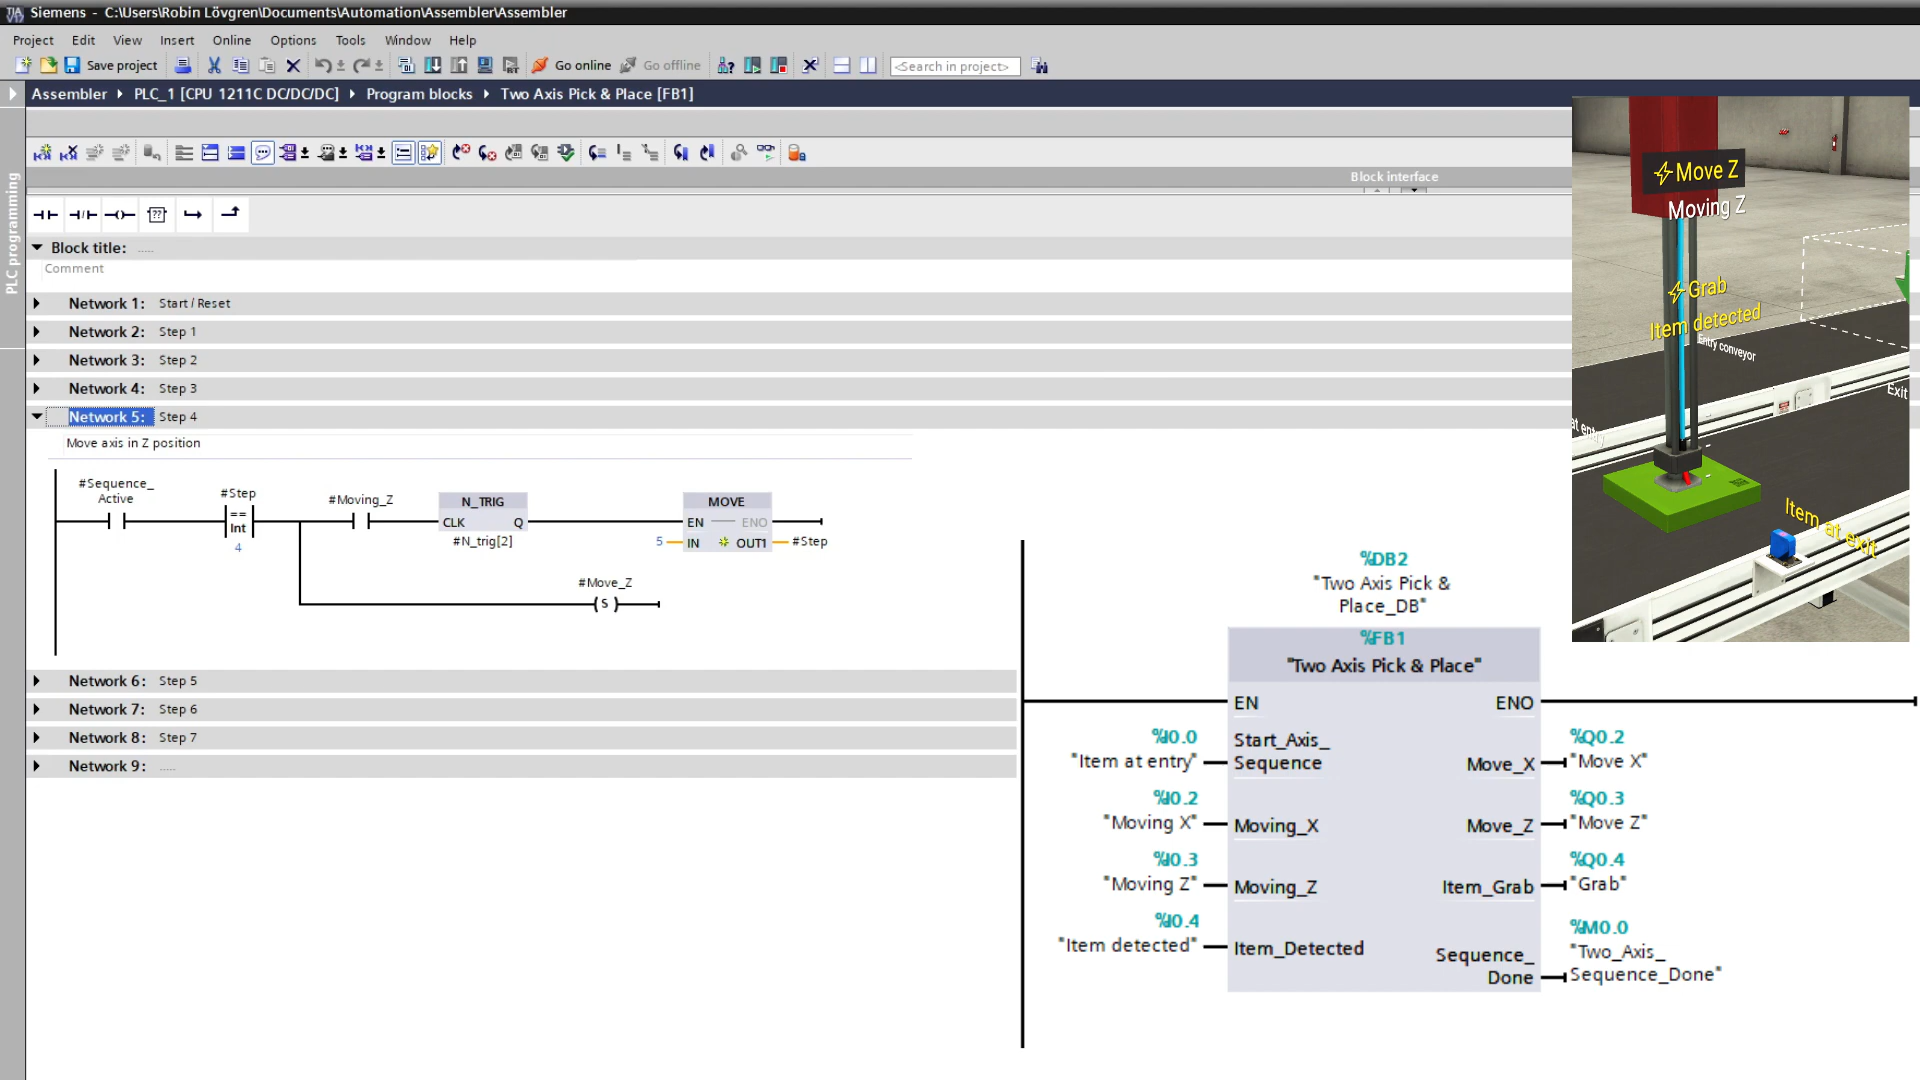 Siemens - C:\Users\Robin Lövgren\Documents\Automation\Assembler\Assembler
Project Edit View Insert Online Options Tools Window Help
Save project Go online Go offline <Search in project>
Assembler PLC_1 [CPU 1211C DC/DC/DC] Program blocks Two Axis Pick & Place [FB1]
PLC programming
Block interface
??
Block title: .....
Comment
Network 1: Start / Reset
Network 2: Step 1
Network 3: Step 2
Network 4: Step 3
Network 5: Step 4
Move axis in Z position
#Sequence_
Active
#Step
==
Int
4
#Moving_Z
N_TRIG
CLK Q
#N_trig[2]
MOVE
EN ENO
5 IN OUT1 #Step
#Move_Z
S
Network 6: Step 5
Network 7: Step 6
Network 8: Step 7
Network 9: .....
%DB2
"Two Axis Pick &
Place_DB"
%FB1
"Two Axis Pick & Place"
EN ENO
%I0.0
"Item at entry"
Start_Axis_
Sequence
%I0.2
"Moving X"
Moving_X
%I0.3
"Moving Z"
Moving_Z
%I0.4
"Item detected"
Item_Detected
Move_X
%Q0.2
"Move X"
Move_Z
%Q0.3
"Move Z"
Item_Grab
%Q0.4
"Grab"
Sequence_
Done
%M0.0
"Two_Axis_
Sequence_Done"
Move Z
Moving Z
Grab
Item detected
Entry conveyor
Exit
at entry
Item at exit